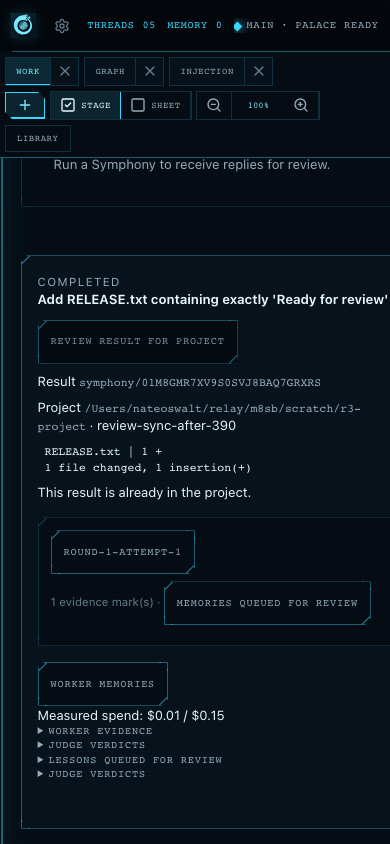 THREADS 05 MEMORY 0 MAIN · PALACE READY
WORK GRAPH INJECTION
STAGE SHEET 100%
LIBRARY
Run a Symphony to receive replies for review.
COMPLETED
Add RELEASE.txt containing exactly 'Ready for review'
REVIEW RESULT FOR PROJECT
Result symphony/01M8GMR7XV9S0SVJ8BAQ7GRXRS
Project /Users/nateoswalt/relay/m8sb/scratch/r3-
project · review-sync-after-390
RELEASE.txt | 1 +
1 file changed, 1 insertion(+)
This result is already in the project.
ROUND-1-ATTEMPT-1
1 evidence mark(s) · MEMORIES QUEUED FOR REVIEW
WORKER MEMORIES
Measured spend: $0.01 / $0.15
WORKER EVIDENCE
JUDGE VERDICTS
LESSONS QUEUED FOR REVIEW
JUDGE VERDICTS